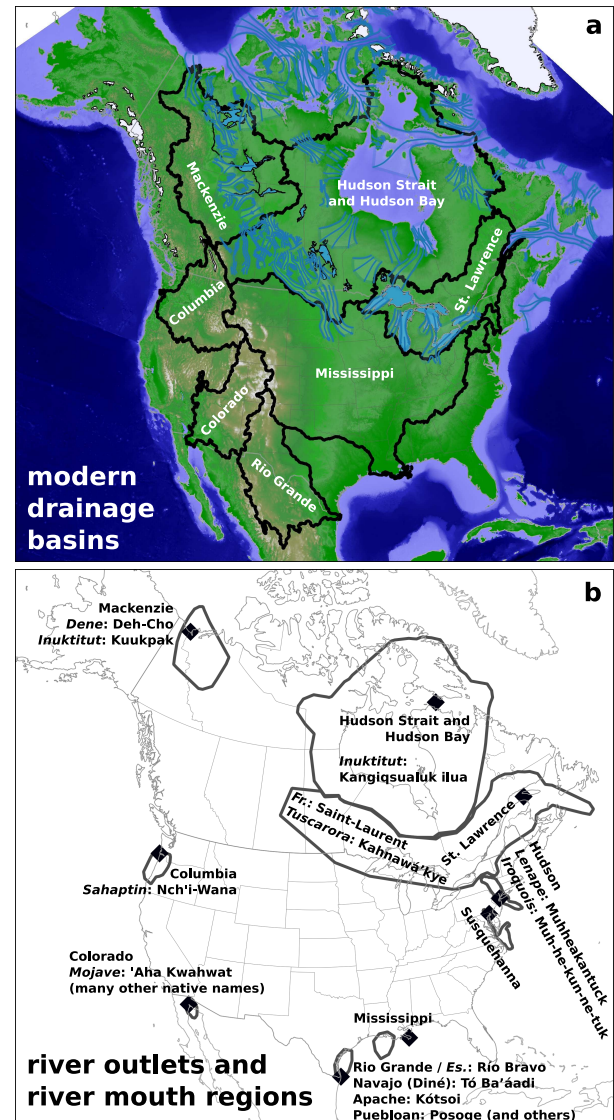 a
Mackenzie
Hudson Strait
and Hudson Bay
St. Lawrence
Columbia
Mississippi
Colorado
Rio Grande
modern
drainage
basins
b
Mackenzie
Dene: Deh-Cho
Inuktitut: Kuukpak
Hudson Strait and
Hudson Bay
Inuktitut:
Kangiqsualuk ilua
Fr.: Saint-Laurent
Tuscarora: Kahnawá’kye
St. Lawrence
Hudson
Lenape: Muhheakantuck
Iroquois: Muh-he-kun-ne-tuk
Susquehanna
Columbia
Sahaptin: Nch'i-Wana
Colorado
Mojave: 'Aha Kwahwat
(many other native names)
Mississippi
Rio Grande / Es.: Río Bravo
Navajo (Diné): Tó Ba’áadi
Apache: Kótsoi
Puebloan: Posoge (and others)
river outlets and
river mouth regions